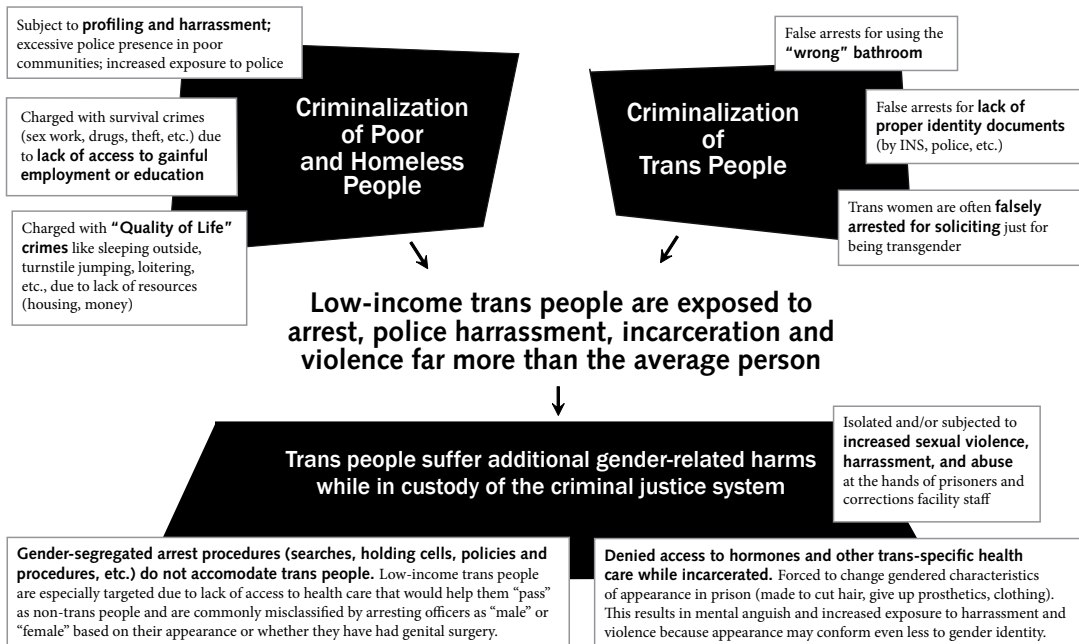 Subject to profiling and harrassment;
excessive police presence in poor
communities; increased exposure to police
Criminalization
of Poor
and Homeless
People
Charged with survival crimes
(sex work, drugs, theft, etc.) due
to lack of access to gainful
employment or education
Charged with “Quality of Life”
crimes like sleeping outside,
turnstile jumping, loitering,
etc., due to lack of resources
(housing, money)
False arrests for using the
“wrong” bathroom
Criminalization
of
Trans People
False arrests for lack of
proper identity documents
(by INS, police, etc.)
Trans women are often falsely
arrested for soliciting just for
being transgender
Low-income trans people are exposed to
arrest, police harrassment, incarceration and
violence far more than the average person
Trans people suffer additional gender-related harms
while in custody of the criminal justice system
Isolated and/or subjected to
increased sexual violence,
harrassment, and abuse
at the hands of prisoners and
corrections facility staff
Gender-segregated arrest procedures (searches, holding cells, policies and
procedures, etc.) do not accomodate trans people. Low-income trans people
are especially targeted due to lack of access to health care that would help them “pass”
as non-trans people and are commonly misclassified by arresting officers as “male” or
“female” based on their appearance or whether they have had genital surgery.
Denied access to hormones and other trans-specific health
care while incarcerated. Forced to change gendered characteristics
of appearance in prison (made to cut hair, give up prosthetics, clothing).
This results in mental anguish and increased exposure to harrassment and
violence because appearance may conform even less to gender identity.